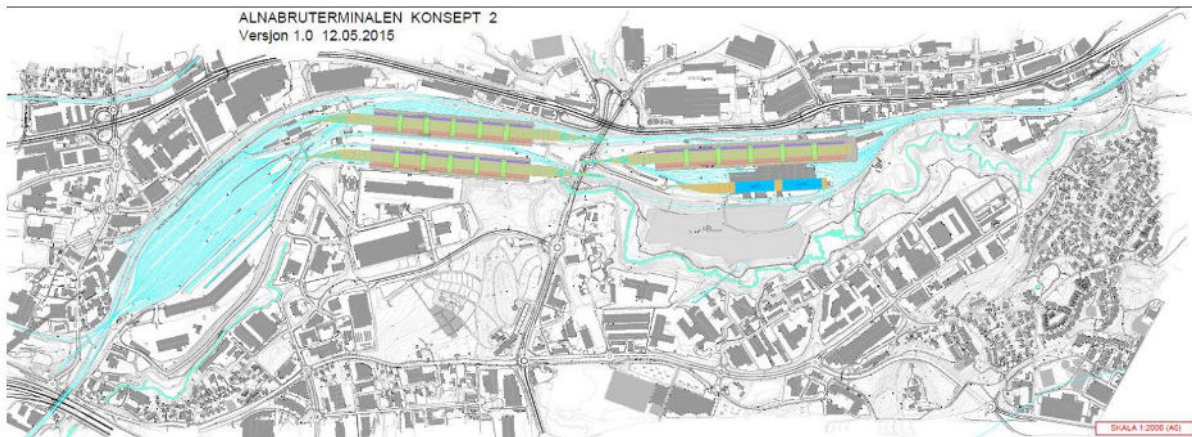 ALNABRUTERMINALEN KONSEPT 2
Versjon 1.0 12.05.2015
SKALA 1:2000 (A0)